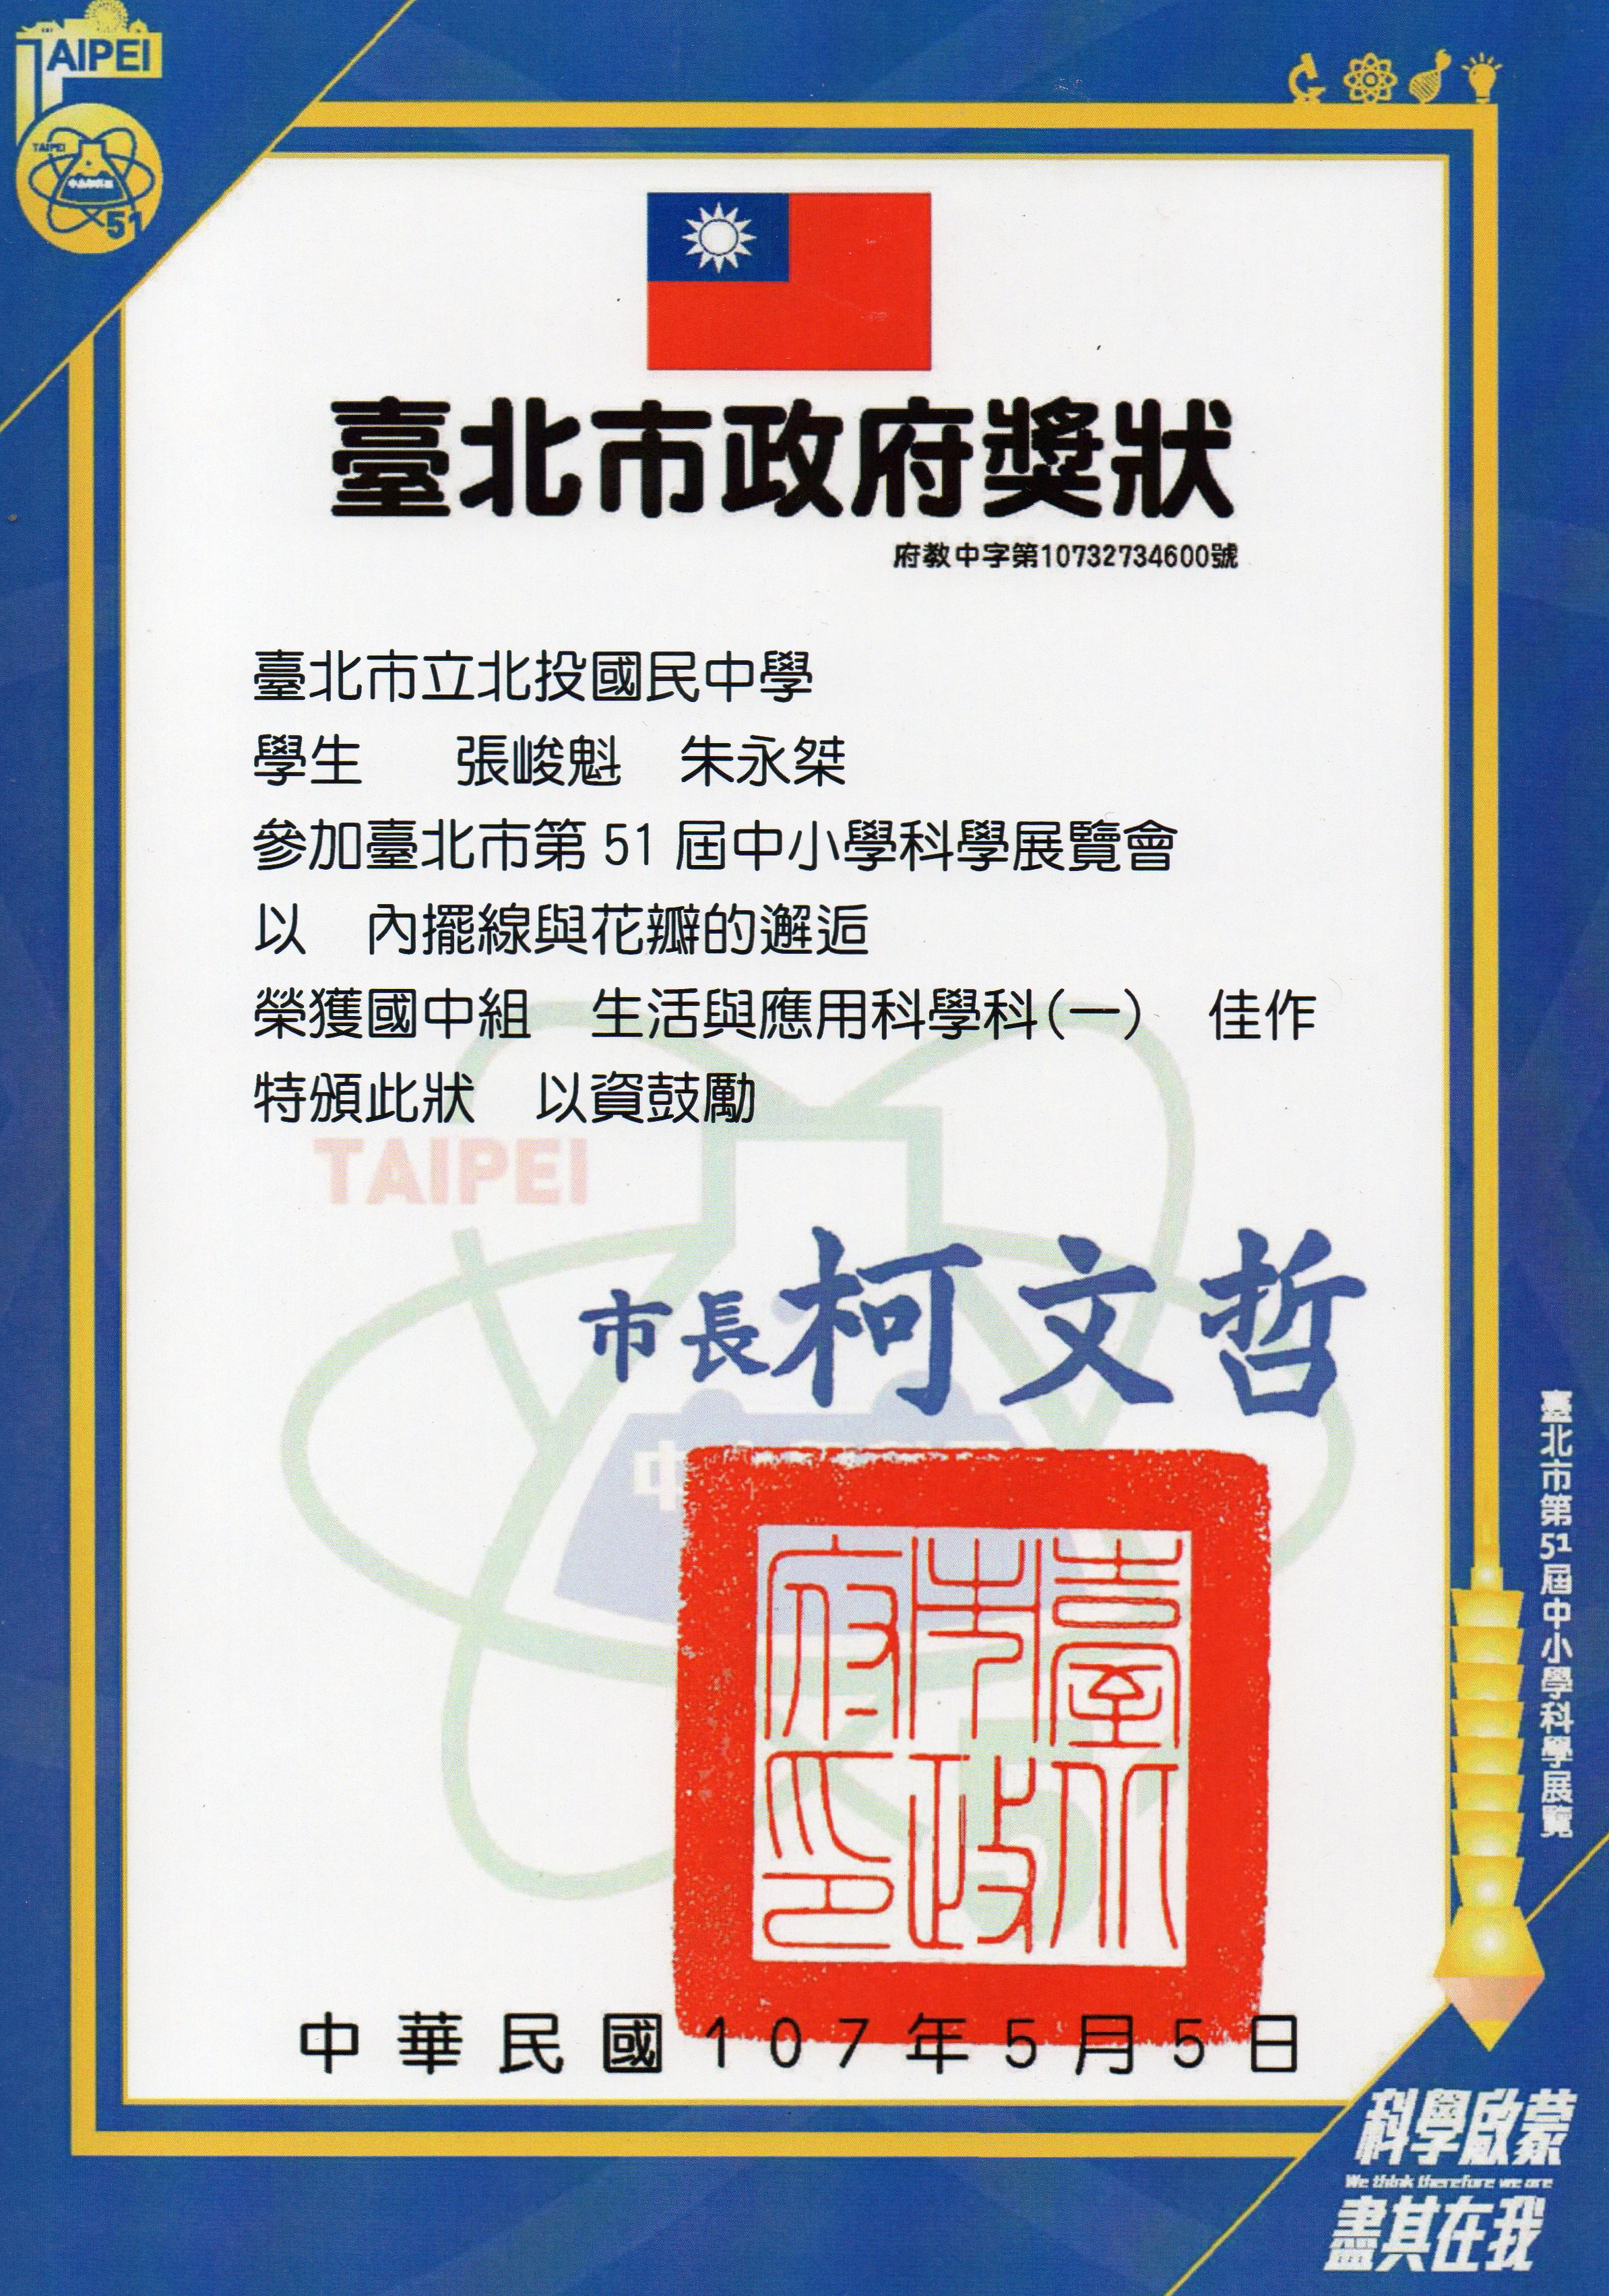 TAIPEI
TAIPEI
51
臺北市政府獎狀
府教中字第10732734600號
臺北市立北投國民中學
學生 張峻魁 朱永桀
參加臺北市第51屆中小學科學展覽會
以 內擺線與花瓣的邂逅
榮獲國中組 生活與應用科學科(一) 佳作
特頒此狀 以資鼓勵
TAIPEI
市長柯文哲
中
臺北市政府印
中華民國107年5月5日
臺北市第51屆中小學科學展覽
科學啟蒙
We think therefore we are
盡其在我